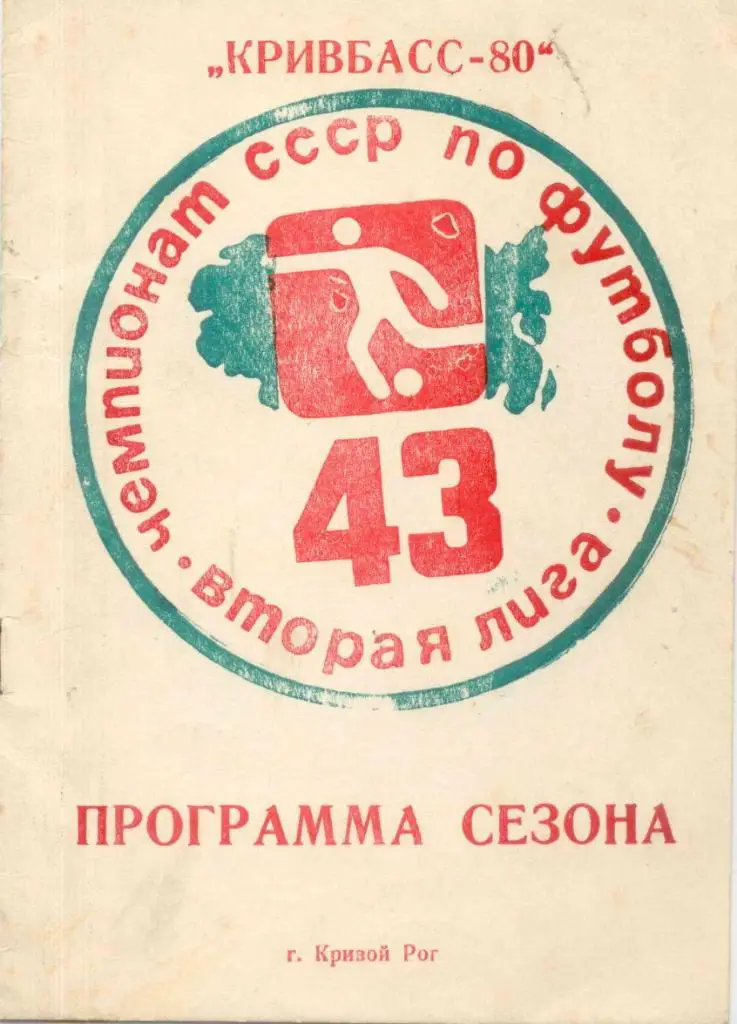 „КРИВБАСС-80“
чемпионат СССР по футболу •
43
• вторая лига
ПРОГРАММА СЕЗОНА
г. Кривой Рог